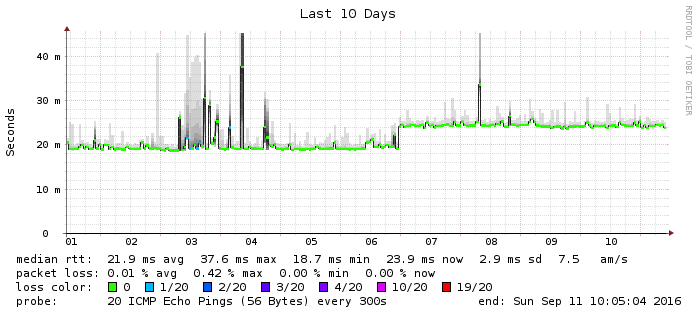 Last 10 Days
RRDTOOL / TOBI OETIKER
Seconds
40 m
30 m
20 m
10 m
0
01 02 03 04 05 06 07 08 09 10
median rtt: 21.9 ms avg 37.6 ms max 18.7 ms min 23.9 ms now 2.9 ms sd 7.5 am/s
packet loss: 0.01 % avg 0.42 % max 0.00 % min 0.00 % now
loss color: 0 1/20 2/20 3/20 4/20 10/20 19/20
probe: 20 ICMP Echo Pings (56 Bytes) every 300s end: Sun Sep 11 10:05:04 2016